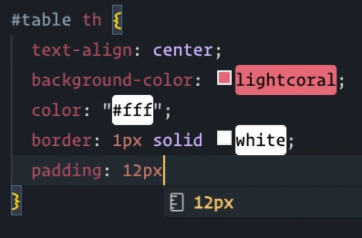 #table th {
text-align: center;
background-color: lightcoral;
color: "#fff";
border: 1px solid white;
padding: 12px
12px
}